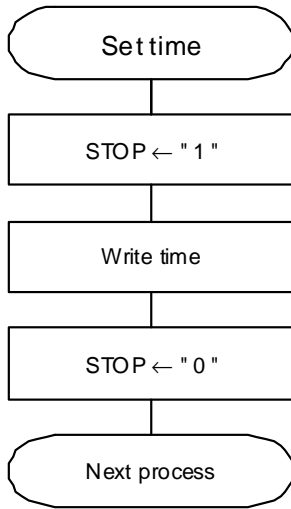 Set time
STOP ← " 1 "
Write time
STOP ← " 0 "
Next process